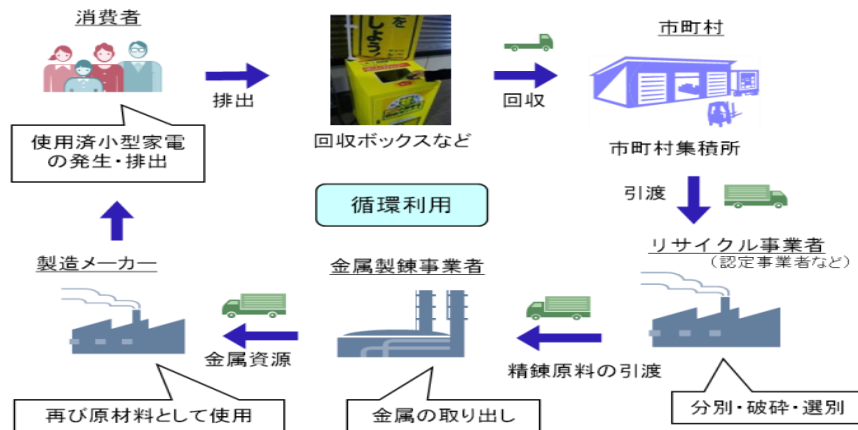 消費者
排出
を
しよう
回収ボックスなど
回収
市町村
市町村集積所
使用済小型家電
の発生・排出
循環利用
引渡
リサイクル事業者
（認定事業者など）
製造メーカー
金属製錬事業者
金属資源
精錬原料の引渡
再び原材料として使用
金属の取り出し
分別・破砕・選別